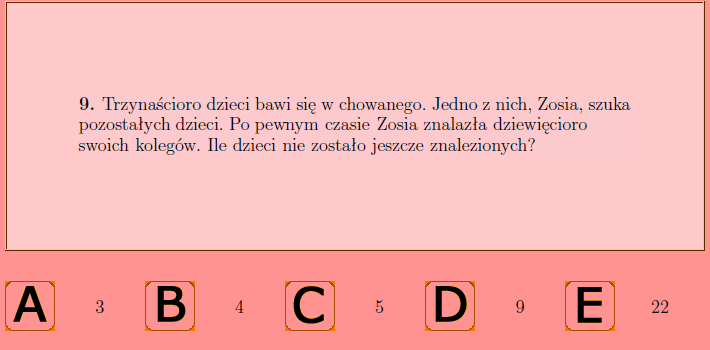 9. Trzynaścioro dzieci bawi się w chowanego. Jedno z nich, Zosia, szuka
pozostałych dzieci. Po pewnym czasie Zosia znalazła dziewięcioro
swoich kolegów. Ile dzieci nie zostało jeszcze znalezionych?
A 3 B 4 C 5 D 9 E 22